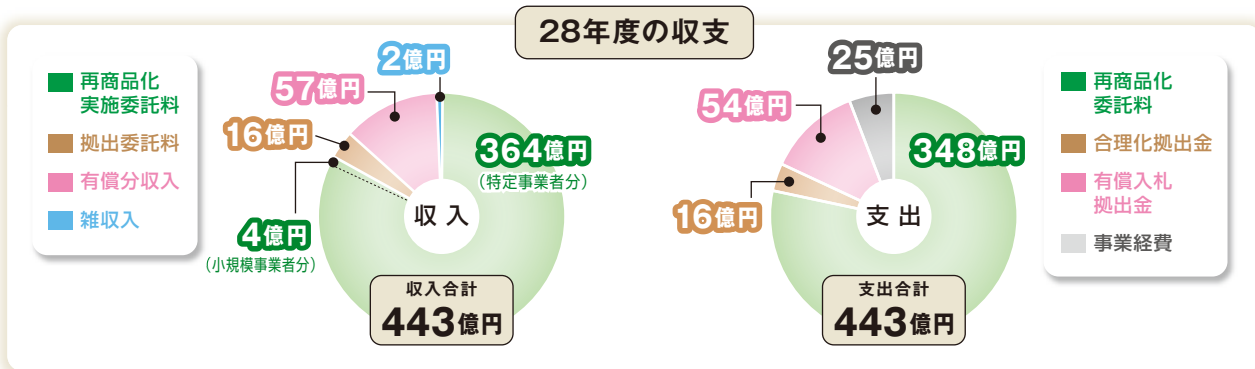 28年度の収支
再商品化
実施委託料
拠出委託料
有償分収入
雑収入
2億円
57億円
16億円
364億円
(特定事業者分)
4億円
(小規模事業者分)
収入
収入合計
443億円
25億円
54億円
348億円
16億円
支出
支出合計
443億円
再商品化
委託料
合理化拠出金
有償入札
拠出金
事業経費